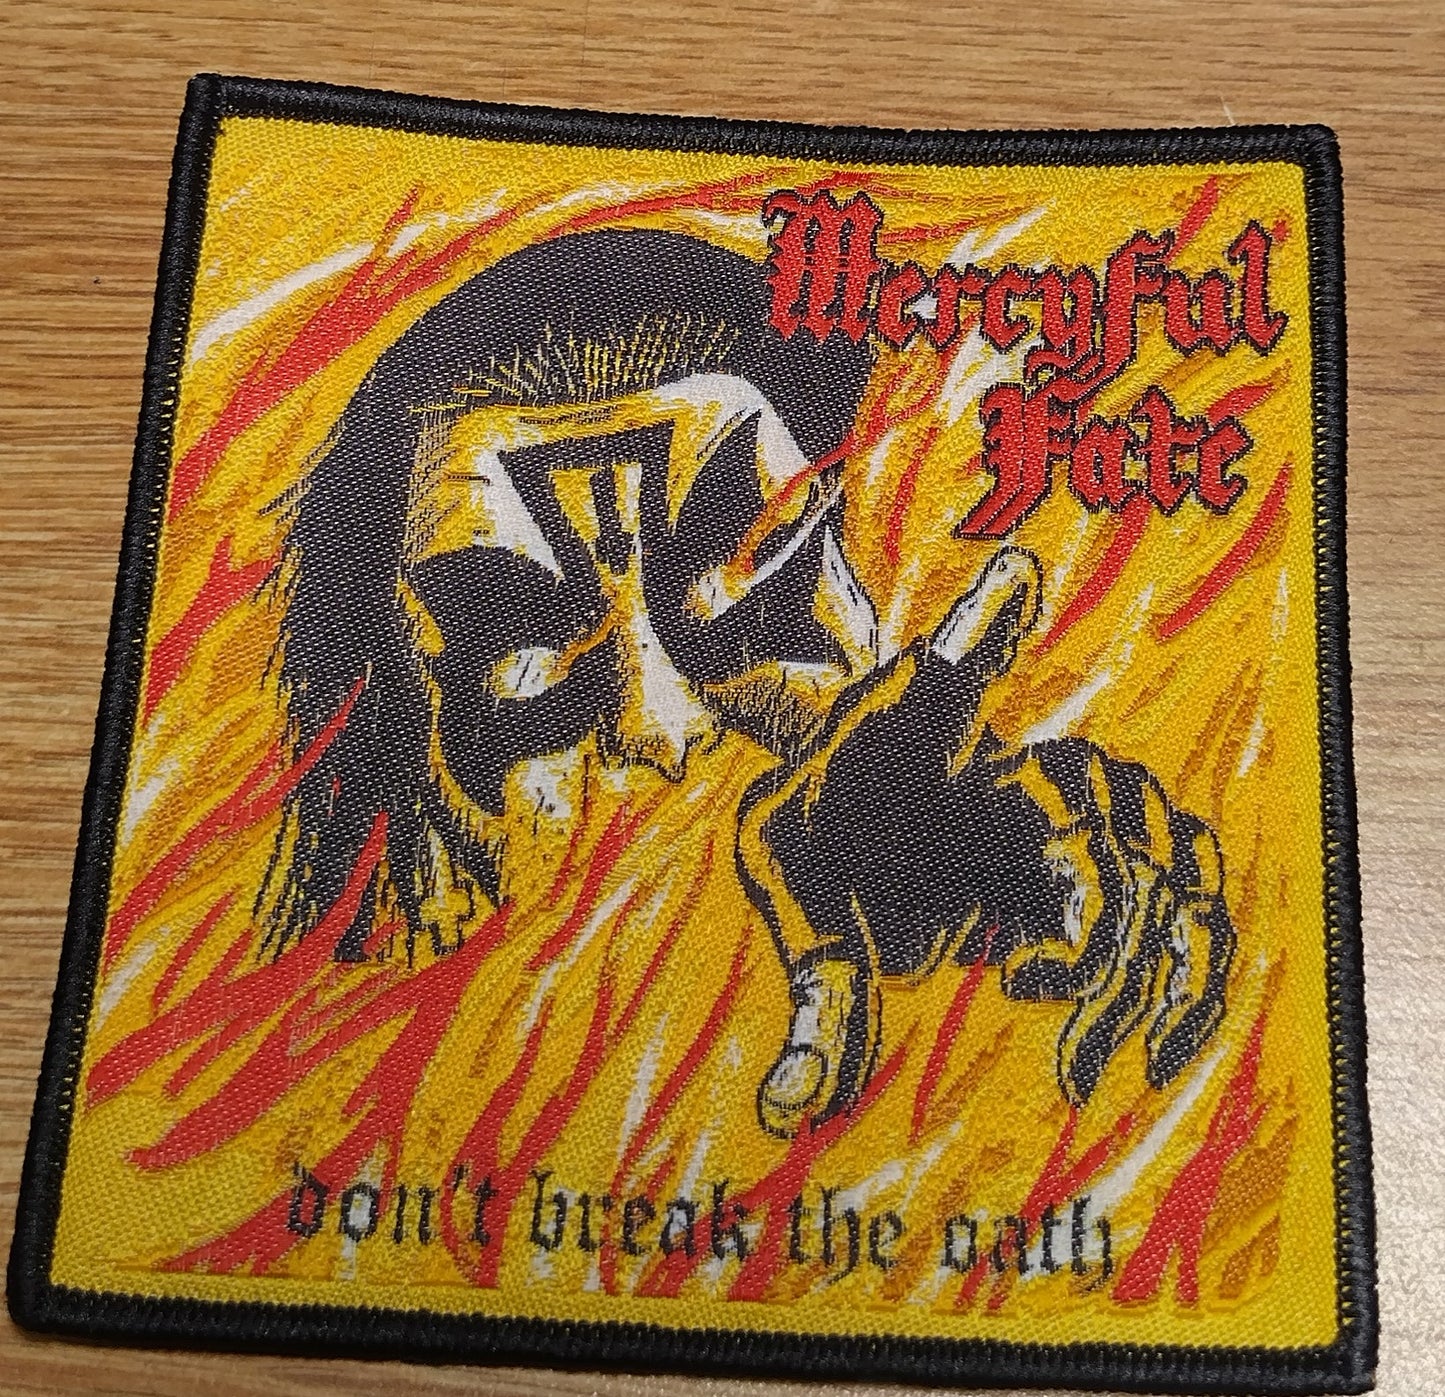 Mercyful
Fate
don't break the oath